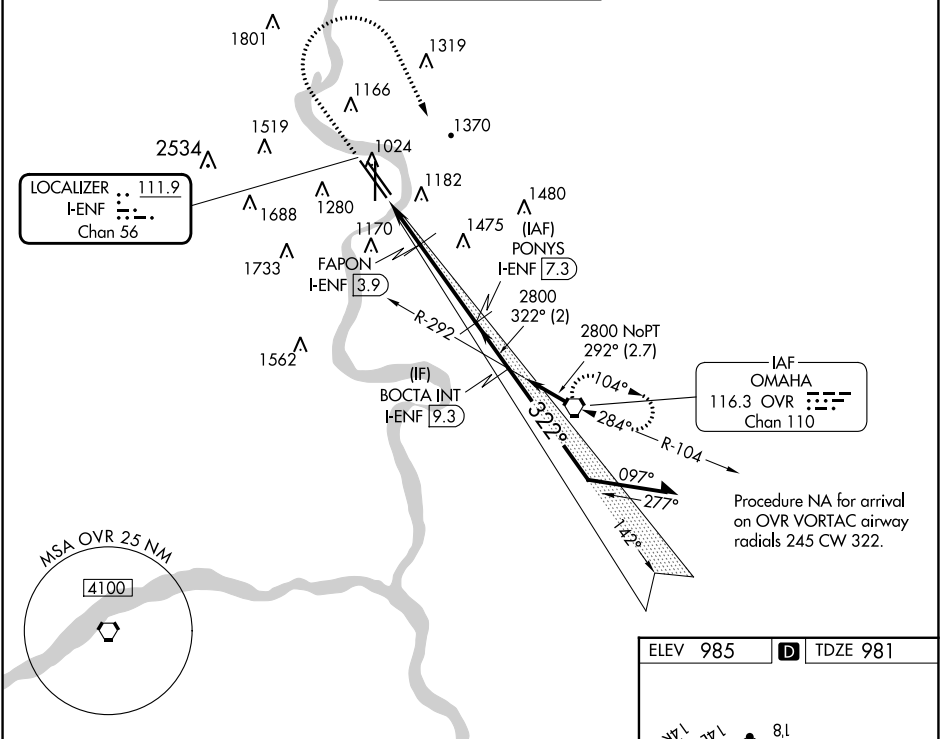 1801
1319
1166
1370
1519
2534
1024
LOCALIZER 111.9
I-ENF
Chan 56
1182
1280
1688
1480
1170
1475
(IAF)
PONYS
I-ENF 7.3
1733
FAPON
I-ENF 3.9
2800
322° (2)
R-292
2800 NoPT
292° (2.7)
1562
(IF)
BOCTA INT
I-ENF 9.3
104°
IAF
OMAHA
116.3 OVR
Chan 110
322°
284°
R-104
097°
277°
142°
Procedure NA for arrival
on OVR VORTAC airway
radials 245 CW 322.
MSA OVR 25 NM
4100
ELEV 985 D TDZE 981
14R
14L
18